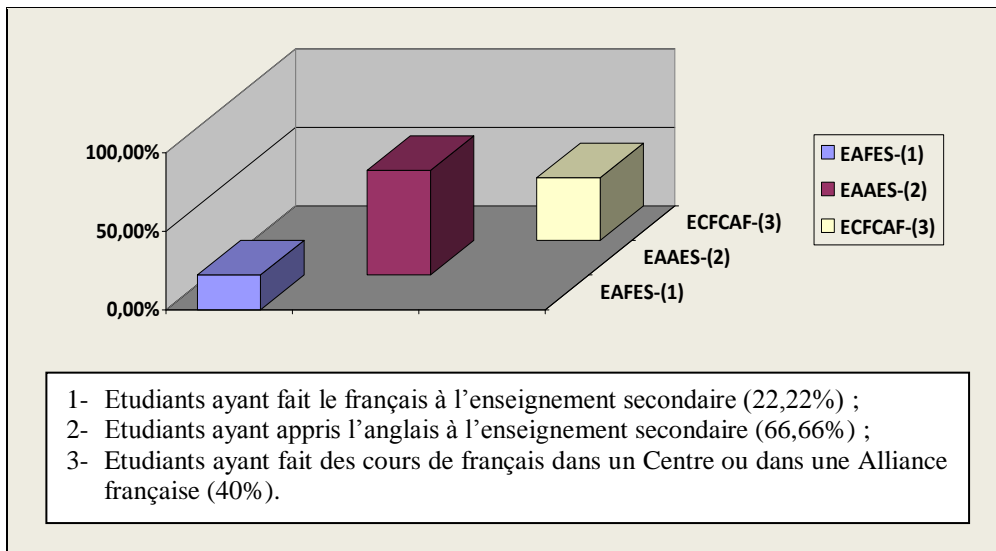 100,00%
50,00%
0,00%
ECFCAF-(3)
EAAES-(2)
EAFES-(1)
EAFES-(1)
EAAES-(2)
ECFCAF-(3)
1- Etudiants ayant fait le français à l’enseignement secondaire (22,22%) ;
2- Etudiants ayant appris l’anglais à l’enseignement secondaire (66,66%) ;
3- Etudiants ayant fait des cours de français dans un Centre ou dans une Alliance
française (40%).